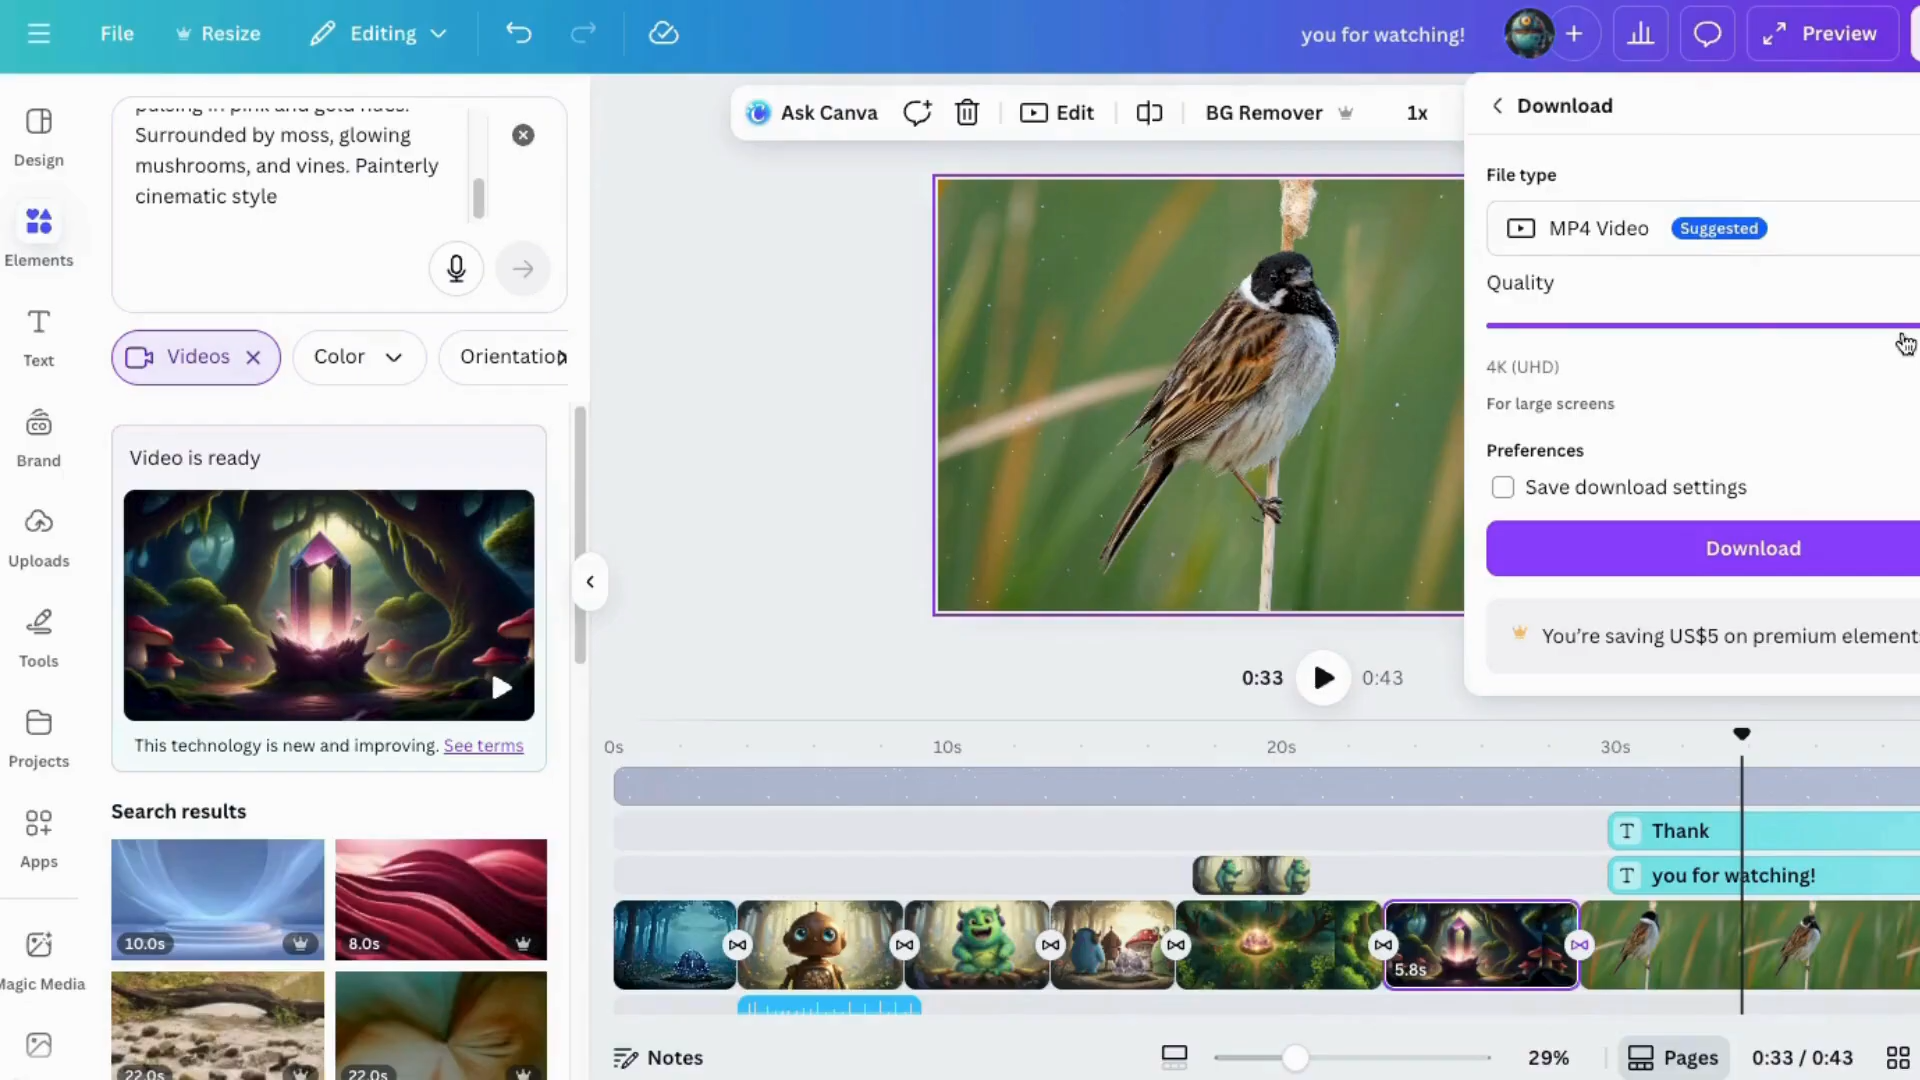 File
Resize
Editing
you for watching!
Preview
Design
Elements
Text
Brand
Uploads
Tools
Projects
Apps
Magic Media
Surrounded by moss, glowing
mushrooms, and vines. Painterly
cinematic style
Videos
Color
Orientation
Video is ready
This technology is new and improving. See terms
Search results
10.0s
8.0s
22.0s
22.0s
Ask Canva
Edit
BG Remover
1x
Download
File type
MP4 Video
Suggested
Quality
4K (UHD)
For large screens
Preferences
Save download settings
Download
You're saving US$5 on premium elements
0:33
0:43
0s
10s
20s
30s
T Thank
T you for watching!
5.8s
Notes
29%
Pages
0:33 / 0:43